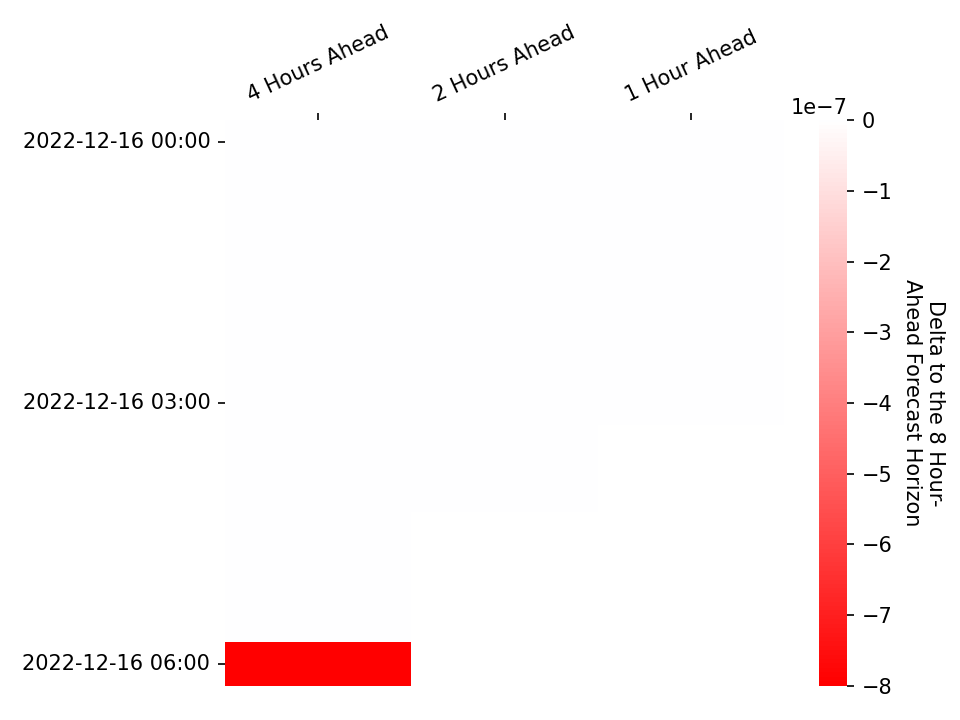 4 Hours Ahead
2 Hours Ahead
1 Hour Ahead
1e−7
2022-12-16 00:00
2022-12-16 03:00
2022-12-16 06:00
0
−1
−2
−3
−4
−5
−6
−7
−8
Delta to the 8 Hour-
Ahead Forecast Horizon